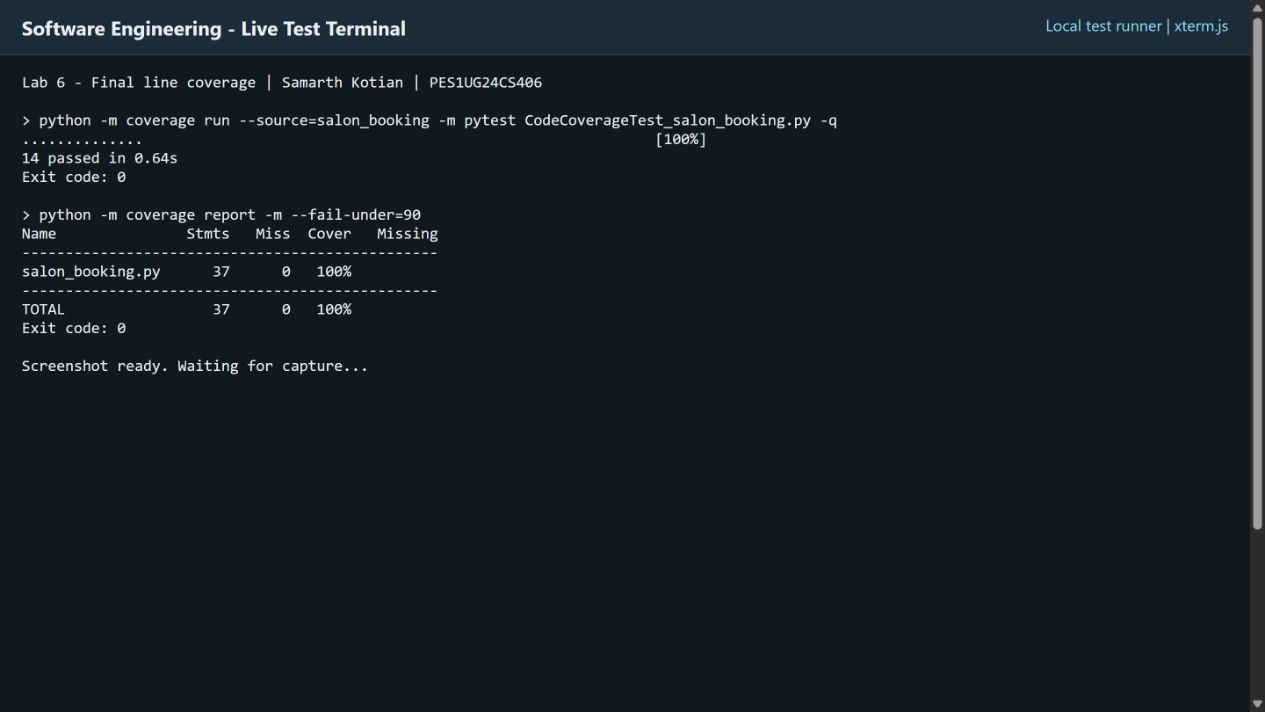 Software Engineering - Live Test Terminal
Local test runner | xterm.js
Lab 6 - Final line coverage | Samarth Kotian | PES1UG24CS406
> python -m coverage run --source=salon_booking -m pytest CodeCoverageTest_salon_booking.py -q
.............. [100%]
14 passed in 0.64s
Exit code: 0
> python -m coverage report -m --fail-under=90
Name Stmts Miss Cover Missing
------------------------------------------------
salon_booking.py 37 0 100%
------------------------------------------------
TOTAL 37 0 100%
Exit code: 0
Screenshot ready. Waiting for capture...